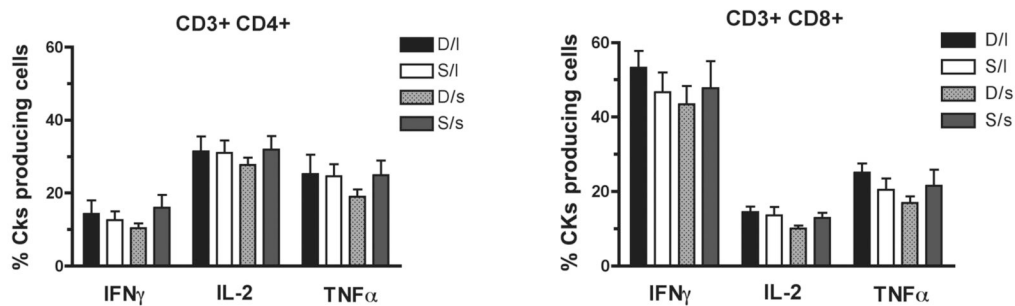 CD3+ CD4+
% Cks producing cells
60
40
20
0
IFNγ
IL-2
TNFα
D/l
S/l
D/s
S/s
CD3+ CD8+
% CKs producing cells
60
40
20
0
IFNγ
IL-2
TNFα
D/l
S/l
D/s
S/s